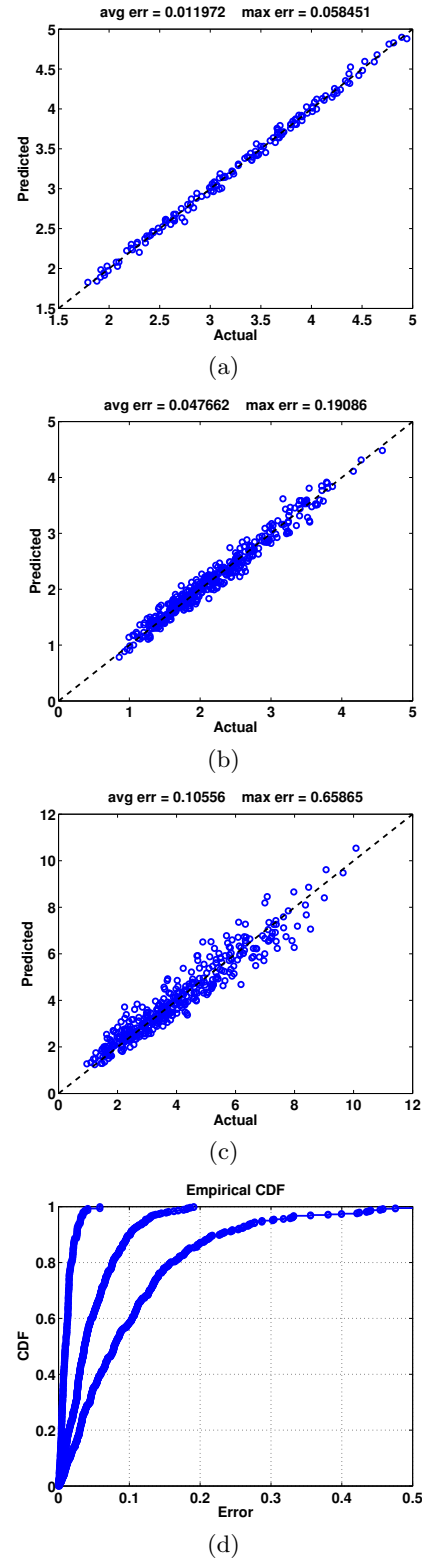 avg err = 0.011972 max err = 0.058451
5
4.5
4
3.5
3
2.5
2
1.5
Predicted
1.5 2 2.5 3 3.5 4 4.5 5
Actual
(a)
avg err = 0.047662 max err = 0.19086
5
4
3
2
1
0
Predicted
0 1 2 3 4 5
Actual
(b)
avg err = 0.10556 max err = 0.65865
12
10
8
6
4
2
0
Predicted
0 2 4 6 8 10 12
Actual
(c)
Empirical CDF
1
0.8
0.6
0.4
0.2
0
CDF
0 0.1 0.2 0.3 0.4 0.5
Error
(d)